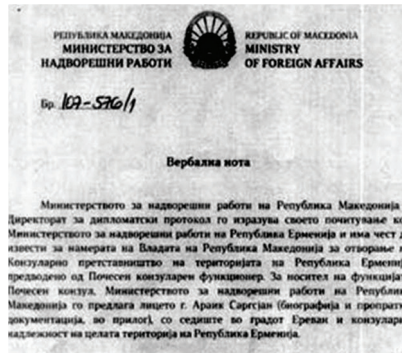 РЕПУБЛИКА МАКЕДОНИЈА
МИНИСТЕРСТВО ЗА
НАДВОРЕШНИ РАБОТИ
REPUBLIC OF MACEDONIA
MINISTRY
OF FOREIGN AFFAIRS
Бр. 107-576/1
Вербална нота
Министерството за надворешни работи на Република Македонија
Директорат за дипломатски протокол го изразува своето почитување
Министерството за надворешни работи на Република Ерменија и има чест
извести за намерата на Владата на Република Македонија за отворање
Конзуларно претставништво на територијата на Република
предводено од Почесен конзуларен функционер. За носител на
Почесен конзул, Министерството за надворешни работи на
Македонија го предлага лицето г. Араик Саргсјан (биографија и
документација, во прилог), со седиште во градот Ереван и
надлежност на целата територија на Република Ерменија.